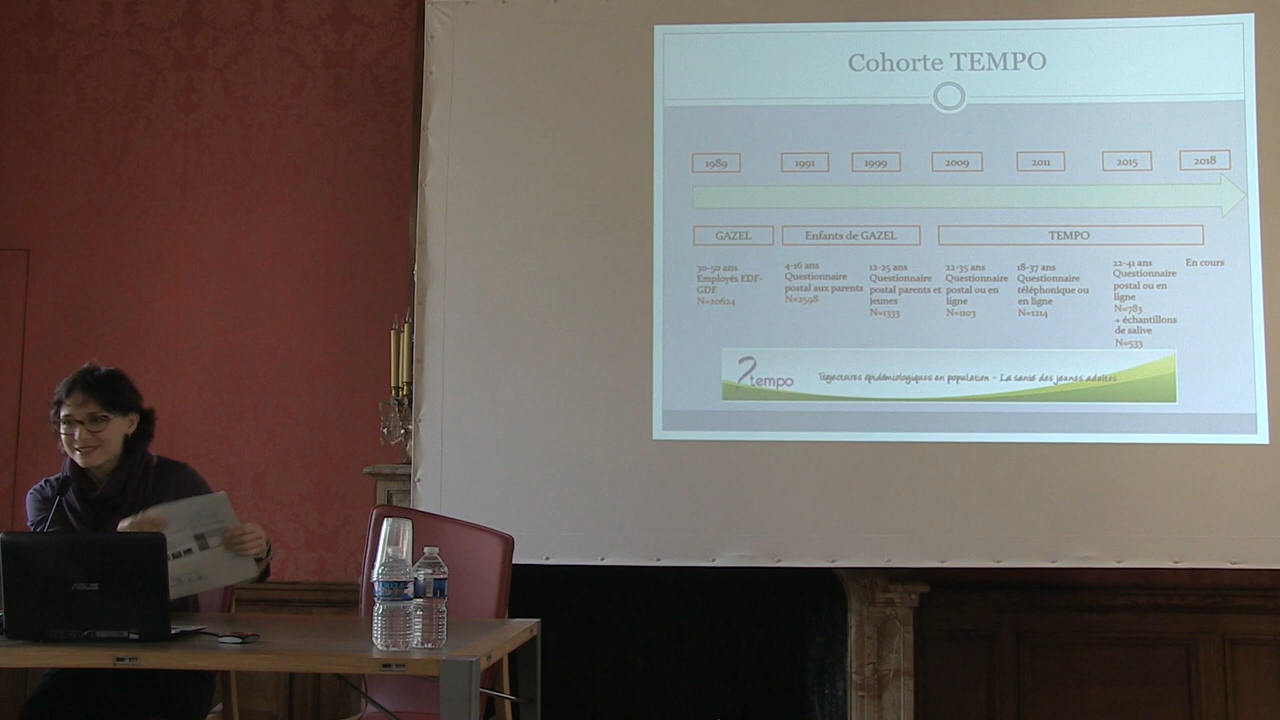 Cohorte TEMPO
1989
1991
1999
2009
2011
2015
2018
GAZEL
Enfants de GAZEL
TEMPO
30-50 ans
Employés EDF-
GDF
N=20624
4-16 ans
Questionnaire
postal aux parents
N=2598
12-25 ans
Questionnaire
postal parents et
jeunes
N=1333
22-35 ans
Questionnaire
postal ou en
ligne
N=1103
18-37 ans
Questionnaire
téléphonique ou
en ligne
N=1214
22-41 ans
Questionnaire
postal ou en
ligne
N=783
+ échantillons
de salive
N=533
En cours
tempo
Trajectoires épidémiologiques en population - La santé des jeunes adultes
ASUS